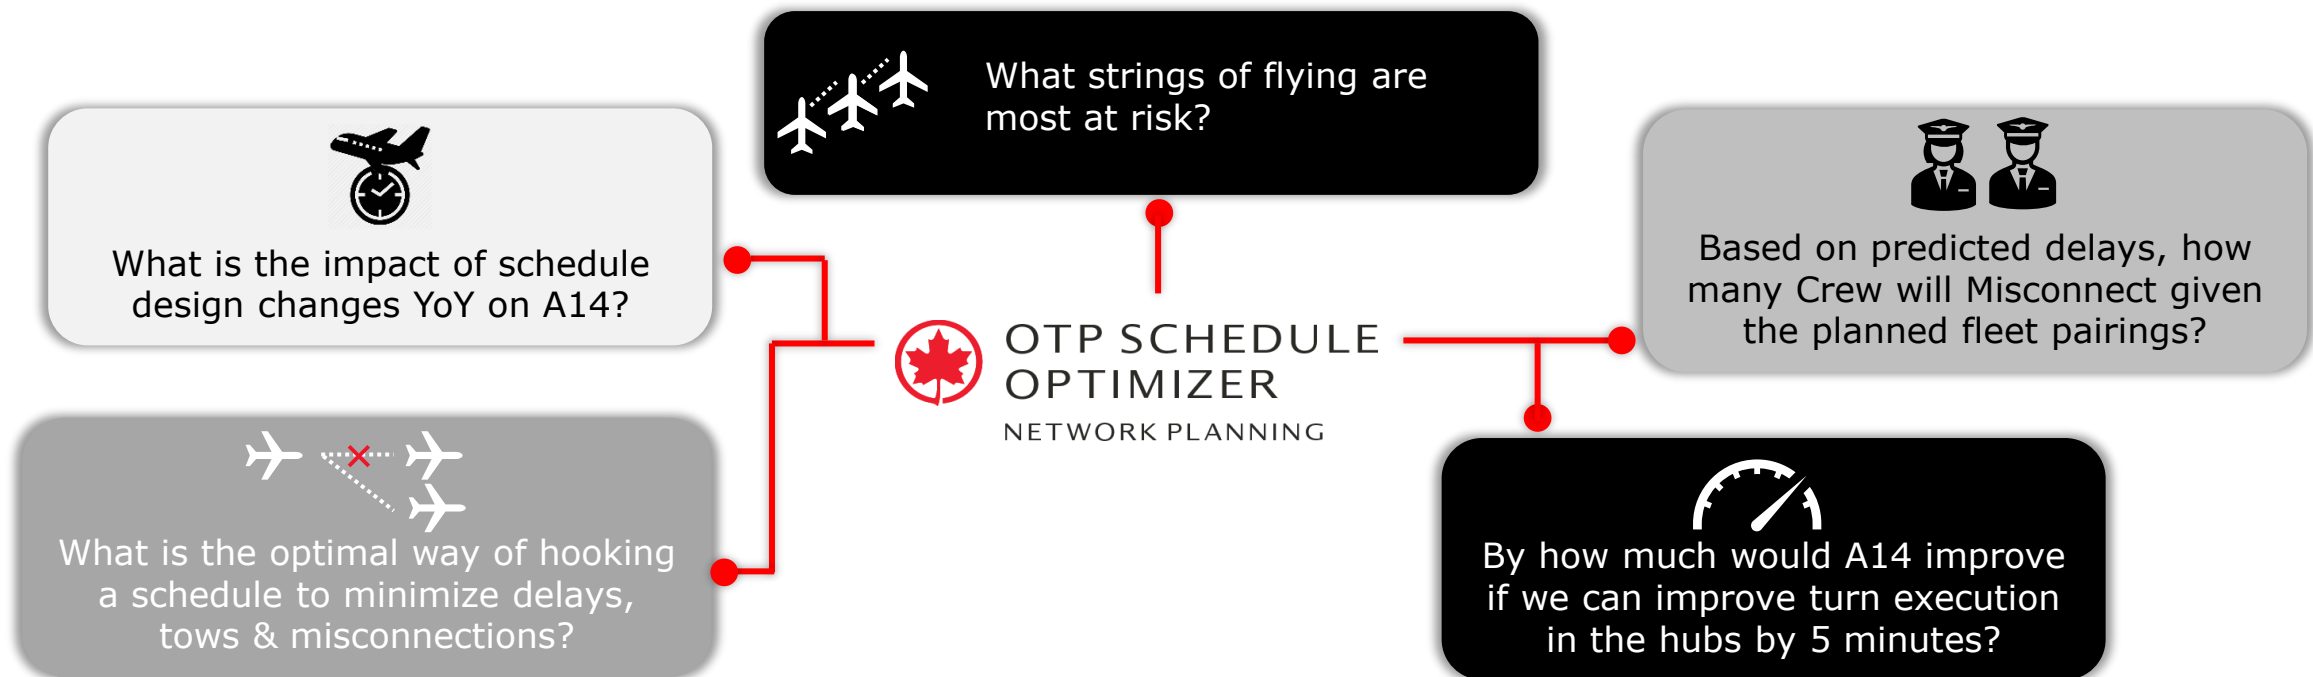 What strings of flying are
most at risk?
What is the impact of schedule
design changes YoY on A14?
Based on predicted delays, how
many Crew will Misconnect given
the planned fleet pairings?
OTP SCHEDULE
OPTIMIZER
NETWORK PLANNING
What is the optimal way of hooking
a schedule to minimize delays,
tows & misconnections?
By how much would A14 improve
if we can improve turn execution
in the hubs by 5 minutes?